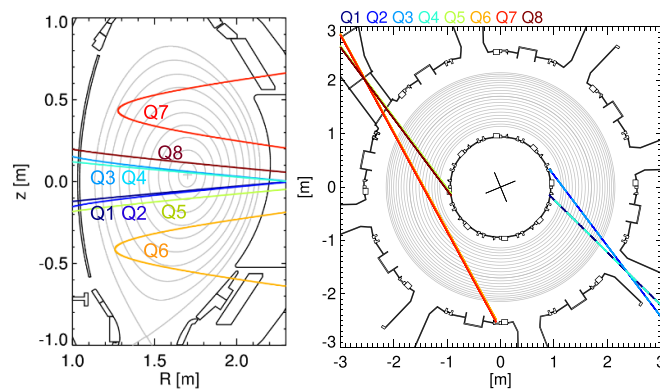 Q1 Q2 Q3 Q4 Q5 Q6 Q7 Q8
1.0
0.5
0.0
-0.5
-1.0
z [m]
Q7
Q8
Q3 Q4
Q1 Q2 Q5
Q6
1.0 1.5 2.0
R [m]
3
2
1
0
-1
-2
-3
[m]
-3 -2 -1 0 1 2 3
[m]